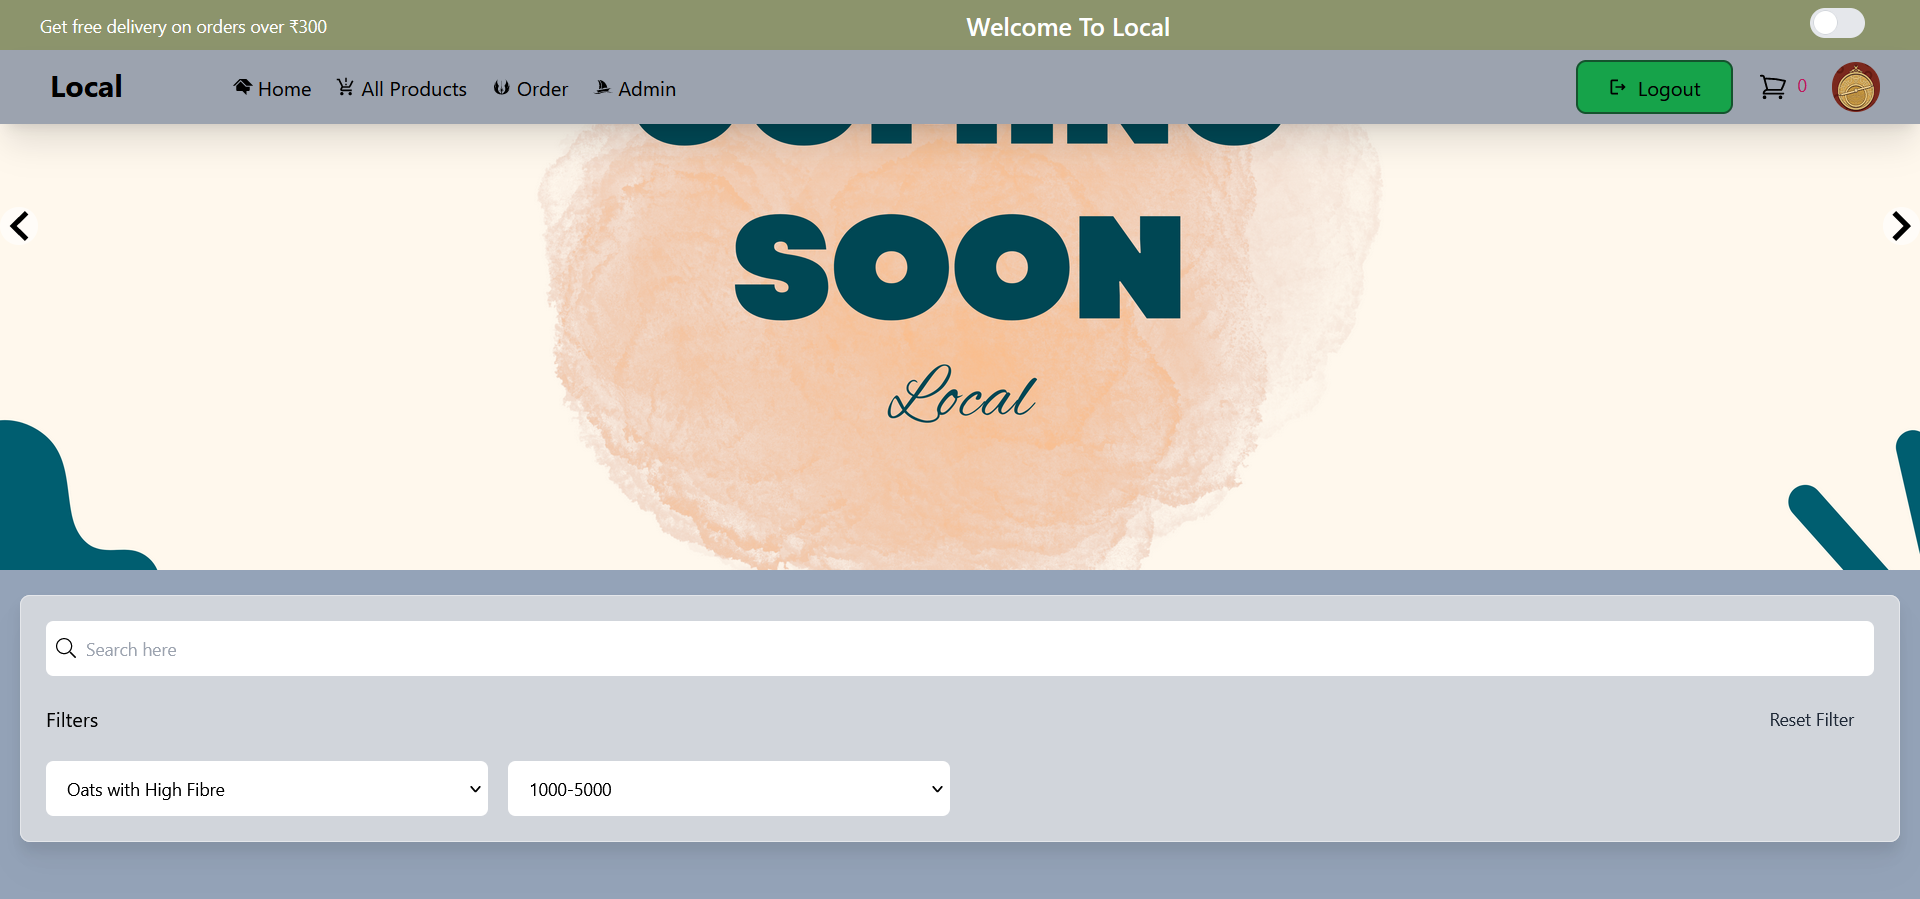 Get free delivery on orders over ₹300
Welcome To Local
Local
Home
All Products
Order
Admin
Logout
0
SOON
Local
Search here
Filters
Reset Filter
Oats with High Fibre
1000-5000